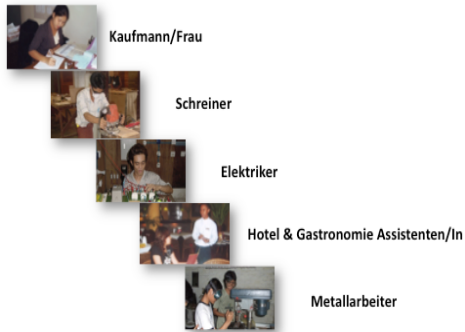 Kaufmann/Frau
Schreiner
Elektriker
Hotel & Gastronomie Assistenten/In
Metallarbeiter